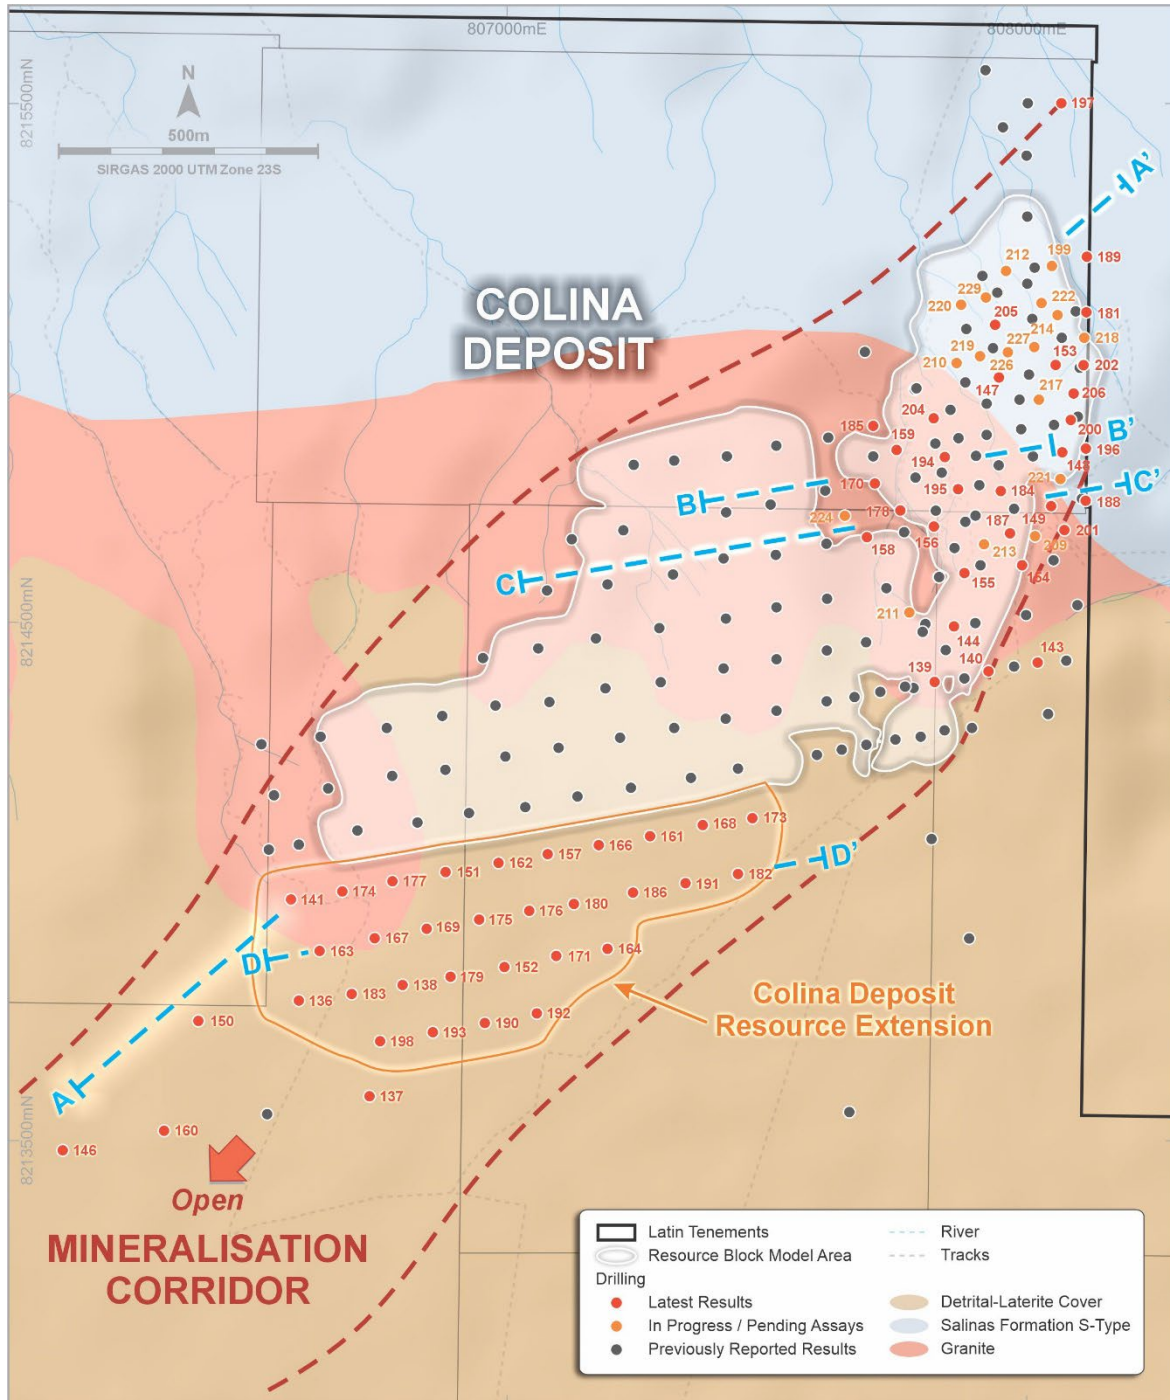 807000mE
808000mE
8215500mN
N
500m
SIRGAS 2000 UTM Zone 23S
197
A'
COLINA
DEPOSIT
212
199
189
229
222
220
205
214
181
219
227
218
153
210
226
202
147
217
206
204
200
185
159
B'
194
148
196
170
221
C'
B
195
184
188
224
178
187
149
201
156
158
213
209
C
155
154
211
8214500mN
144
139
140
143
173
168
161
166
157
162
151
D'
177
174
182
141
191
186
180
176
175
169
167
163
164
D
171
152
179
138
183
136
Colina Deposit
Resource Extension
192
190
150
193
198
A
137
160
146
8213500mN
Open
MINERALISATION
CORRIDOR
Latin Tenements
Resource Block Model Area
Drilling
Latest Results
In Progress / Pending Assays
Previously Reported Results
River
Tracks
Detrital-Laterite Cover
Salinas Formation S-Type
Granite